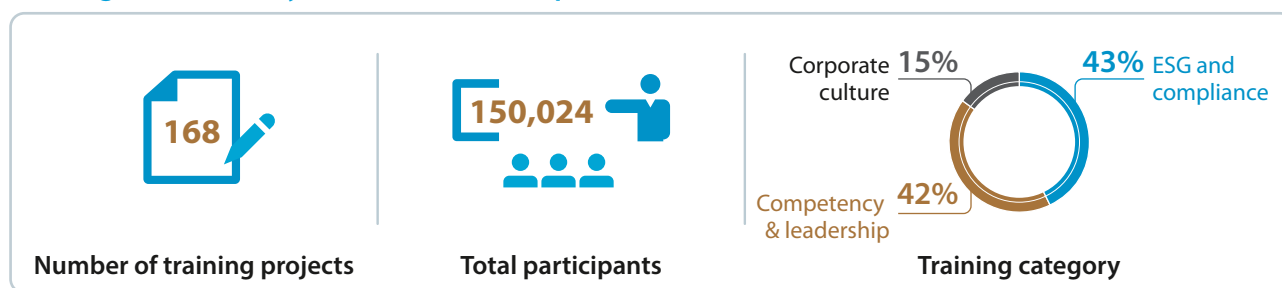 168
Number of training projects
150,024
Total participants
Corporate 15%
culture
43% ESG and
compliance
42%
Competency
& leadership
Training category